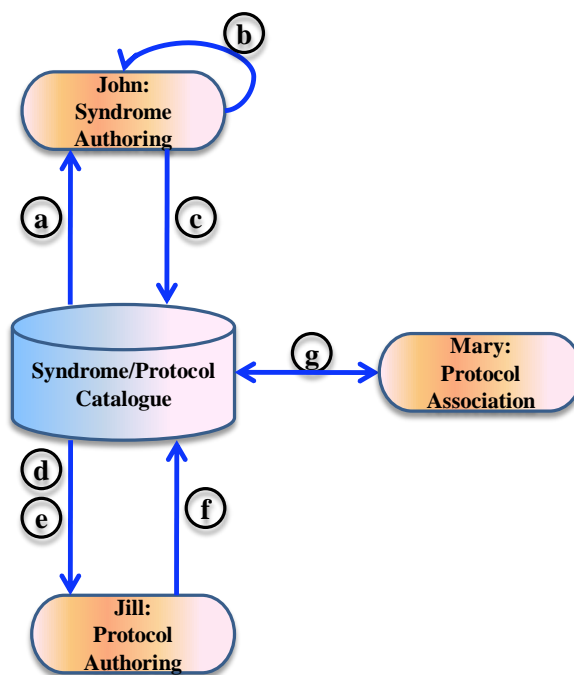 b
John:
Syndrome
Authoring
a
c
g
Syndrome/Protocol
Catalogue
Mary:
Protocol
Association
d
e
f
Jill:
Protocol
Authoring